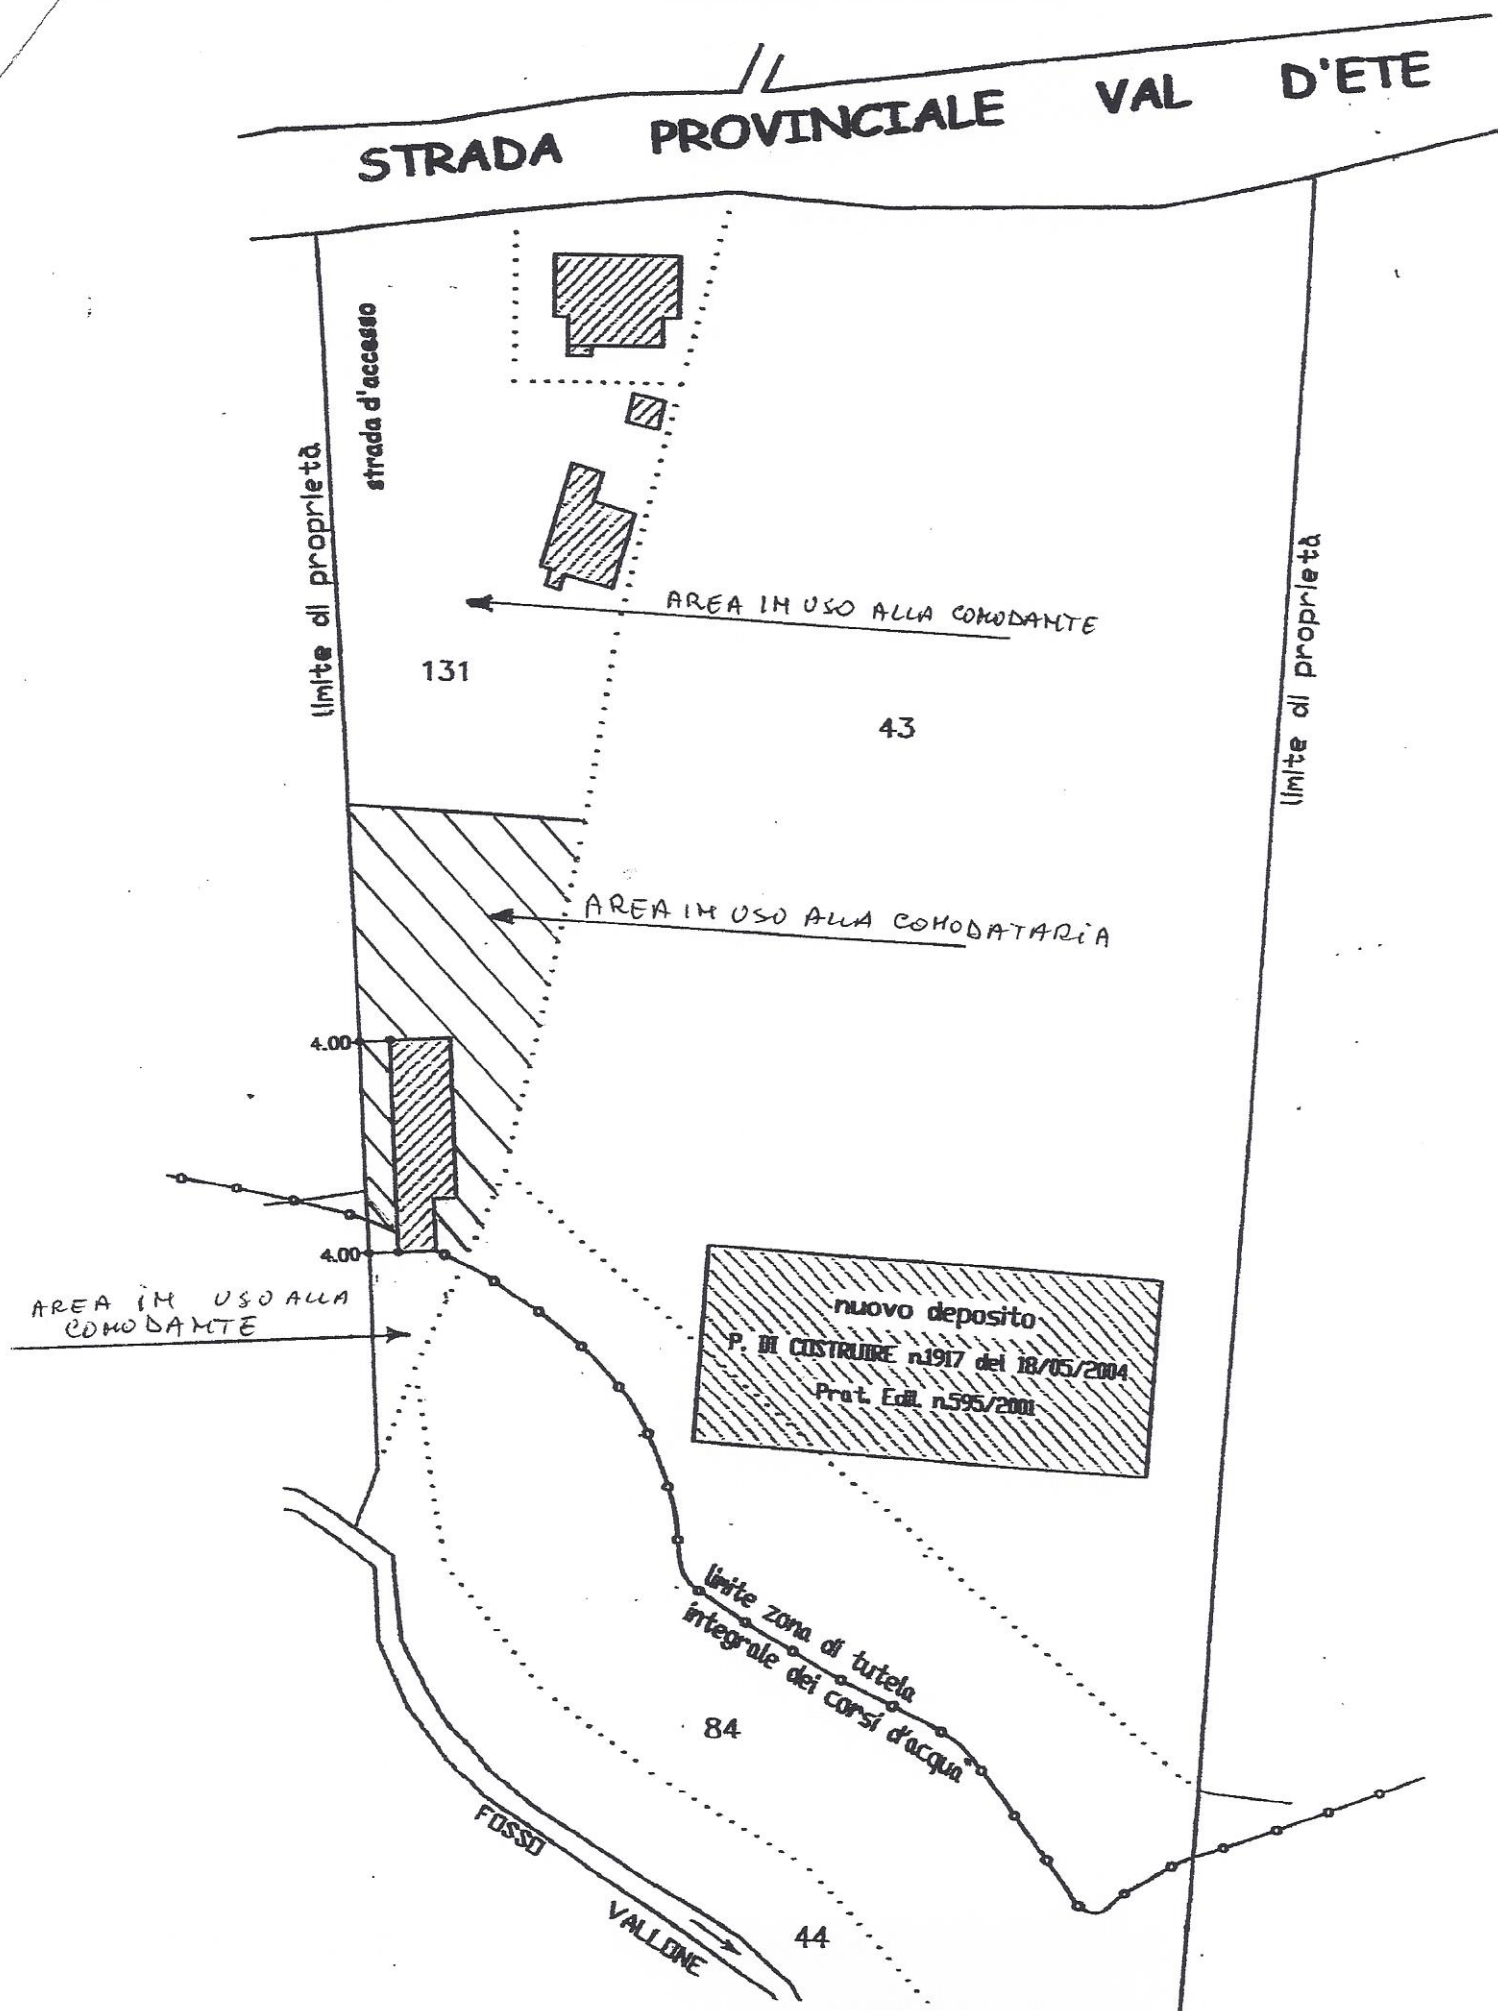 STRADA PROVINCIALE VAL D'ETE
strada d'accesso
limite di proprietà
limite di proprietà
AREA IN USO ALLA COMODANTE
131
43
AREA IN USO ALLA COMODATARIA
4.00
4.00
AREA IN USO ALLA
COMODANTE
nuovo deposito
P. DI COSTRUIRE n.1917 del 18/05/2004
Prat. Edil. n.595/2001
limite zona di tutela
integrale dei corsi d'acqua"
84
FOSSO
VALLONE
44